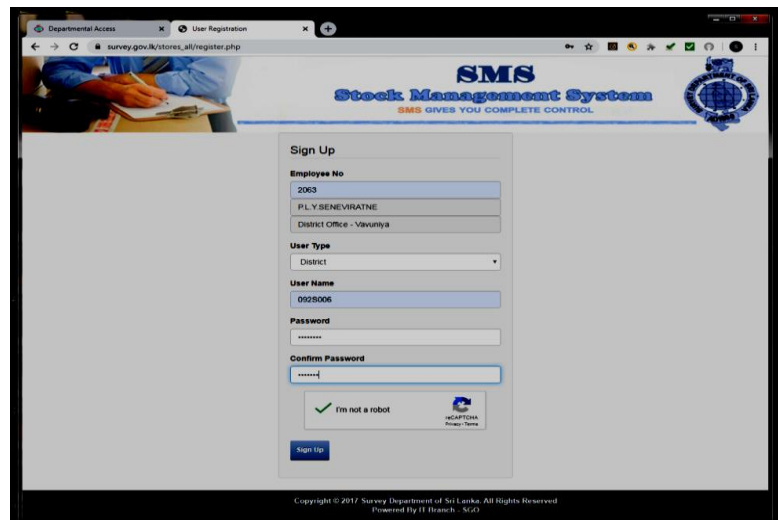 Departmental Access
User Registration
survey.gov.lk/stores_all/register.php
SMS
Stock Management System
SMS GIVES YOU COMPLETE CONTROL
Sign Up
Employee No
2063
P.L.Y.SENEVIRATNE
District Office - Vavuniya
User Type
District
User Name
092S006
Password
Confirm Password
I'm not a robot
reCAPTCHA
Privacy - Terms
Sign Up
Copyright © 2017 Survey Department of Sri Lanka. All Rights Reserved
Powered By IT Branch - SGO